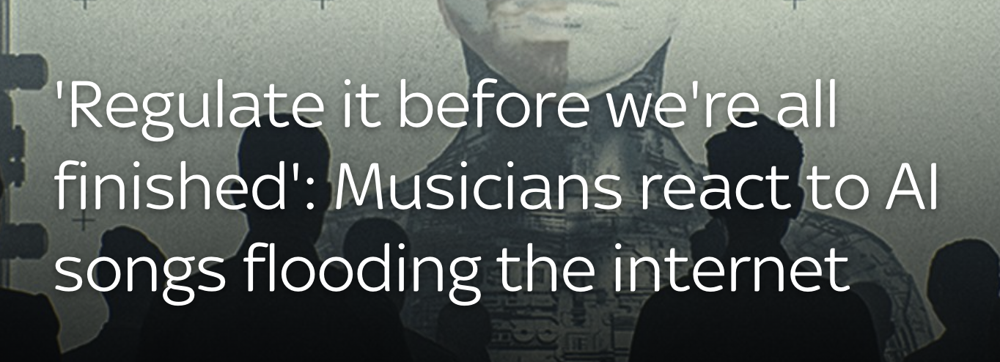 'Regulate it before we're all
finished': Musicians react to AI
songs flooding the internet